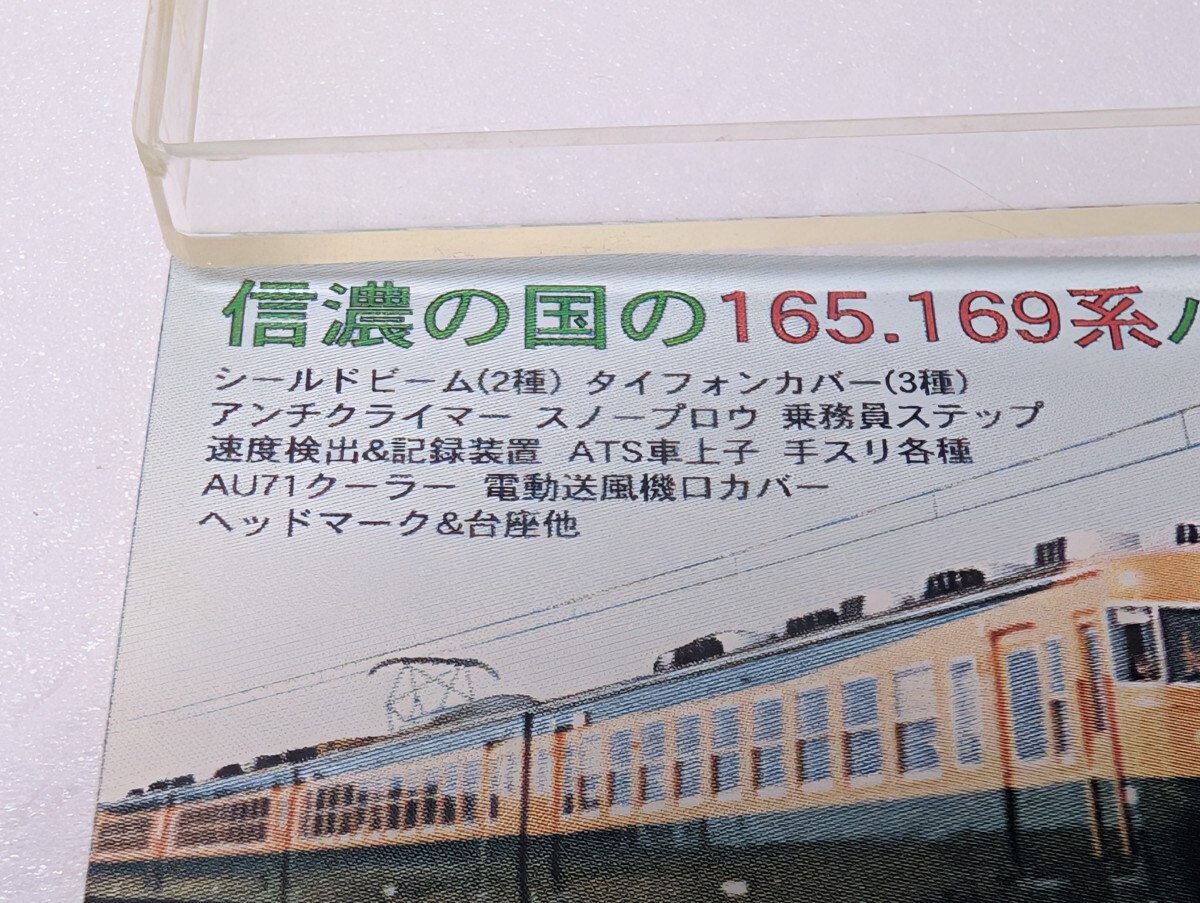 信濃の国の165.169系
シールドビーム(2種) タイフォンカバー(3種)
アンチクライマー スノープロウ 乗務員ステップ
速度検出&記録装置 ATS車上子 手スリ各種
AU71クーラー 電動送風機口カバー
ヘッドマーク&台座他